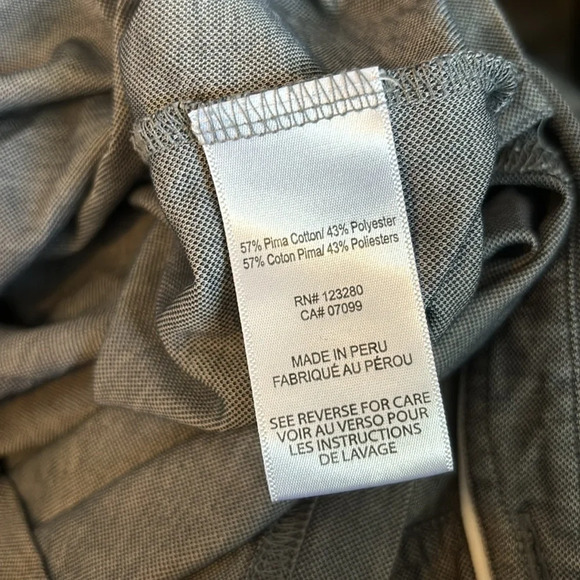 57% Pima Cotton/ 43% Polyester
57% Coton Pima/ 43% Poliesters
RN# 123280
CA# 07099
MADE IN PERU
FABRIQUÉ AU PÉROU
SEE REVERSE FOR CARE
VOIR AU VERSO POUR
LES INSTRUCTIONS
DE LAVAGE